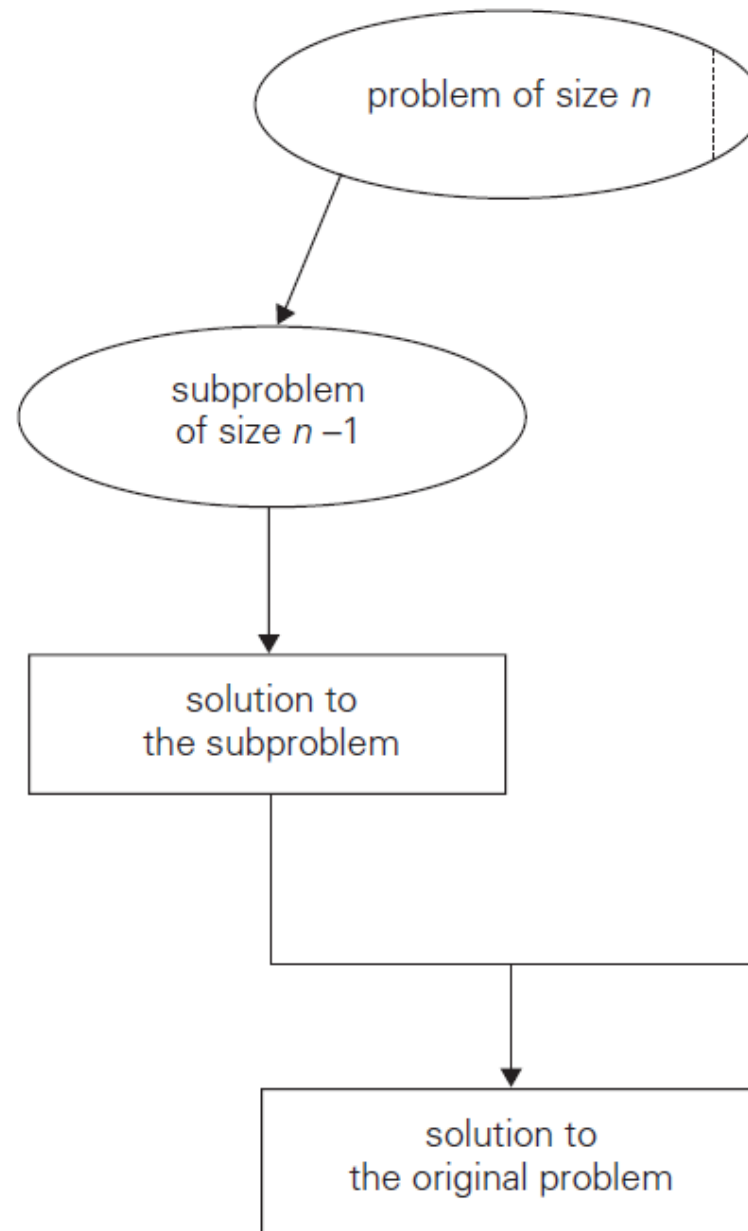 problem of size n
subproblem
of size n –1
solution to
the subproblem
solution to
the original problem